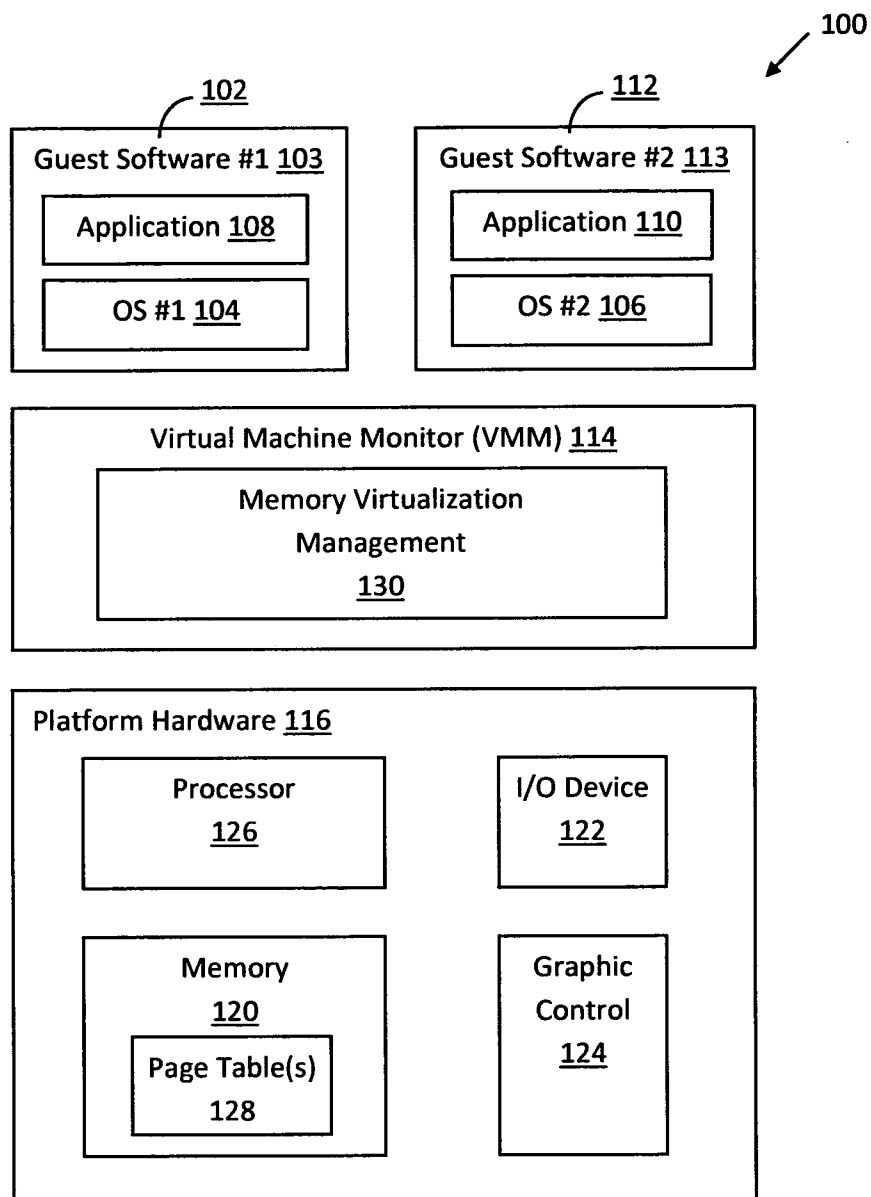 100
102
112
Guest Software #1 103
Application 108
OS #1 104
Guest Software #2 113
Application 110
OS #2 106
Virtual Machine Monitor (VMM) 114
Memory Virtualization
Management
130
Platform Hardware 116
Processor
126
I/O Device
122
Memory
120
Page Table(s)
128
Graphic
Control
124